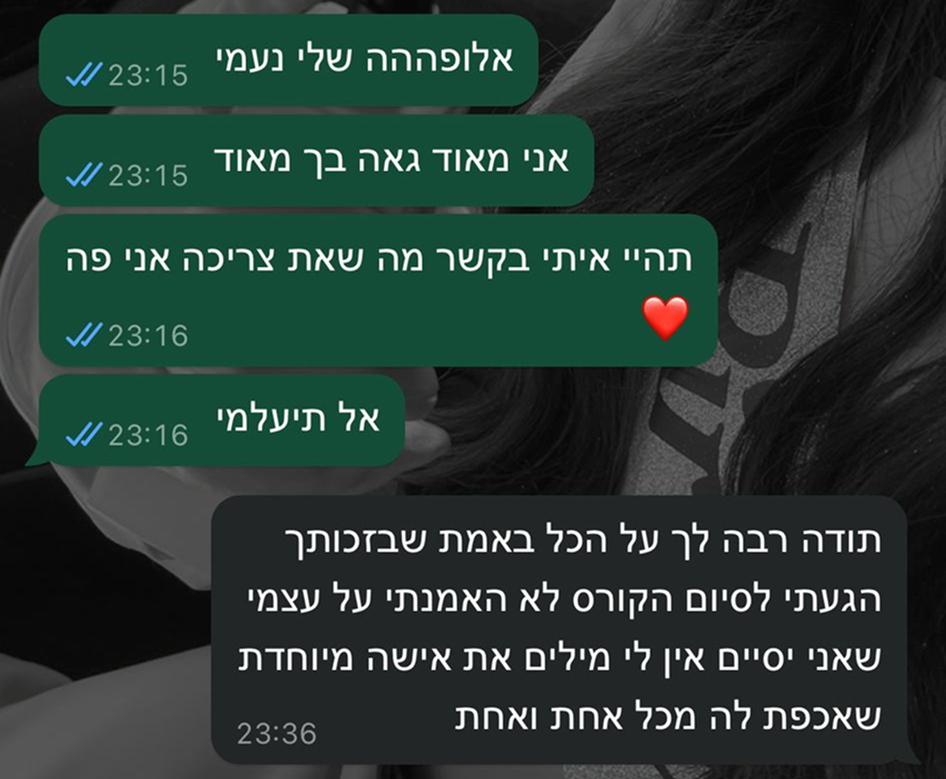 אלופההה שלי נעמי
23:15
אני מאוד גאה בך מאוד
23:15
תהיי איתי בקשר מה שאת צריכה אני פה
❤️
23:16
אל תיעלמי
23:16
תודה רבה לך על הכל באמת שבזכותך
הגעתי לסיום הקורס לא האמנתי על עצמי
שאני יסיים אין לי מילים את אישה מיוחדת
שאכפת לה מכל אחת ואחת
23:36